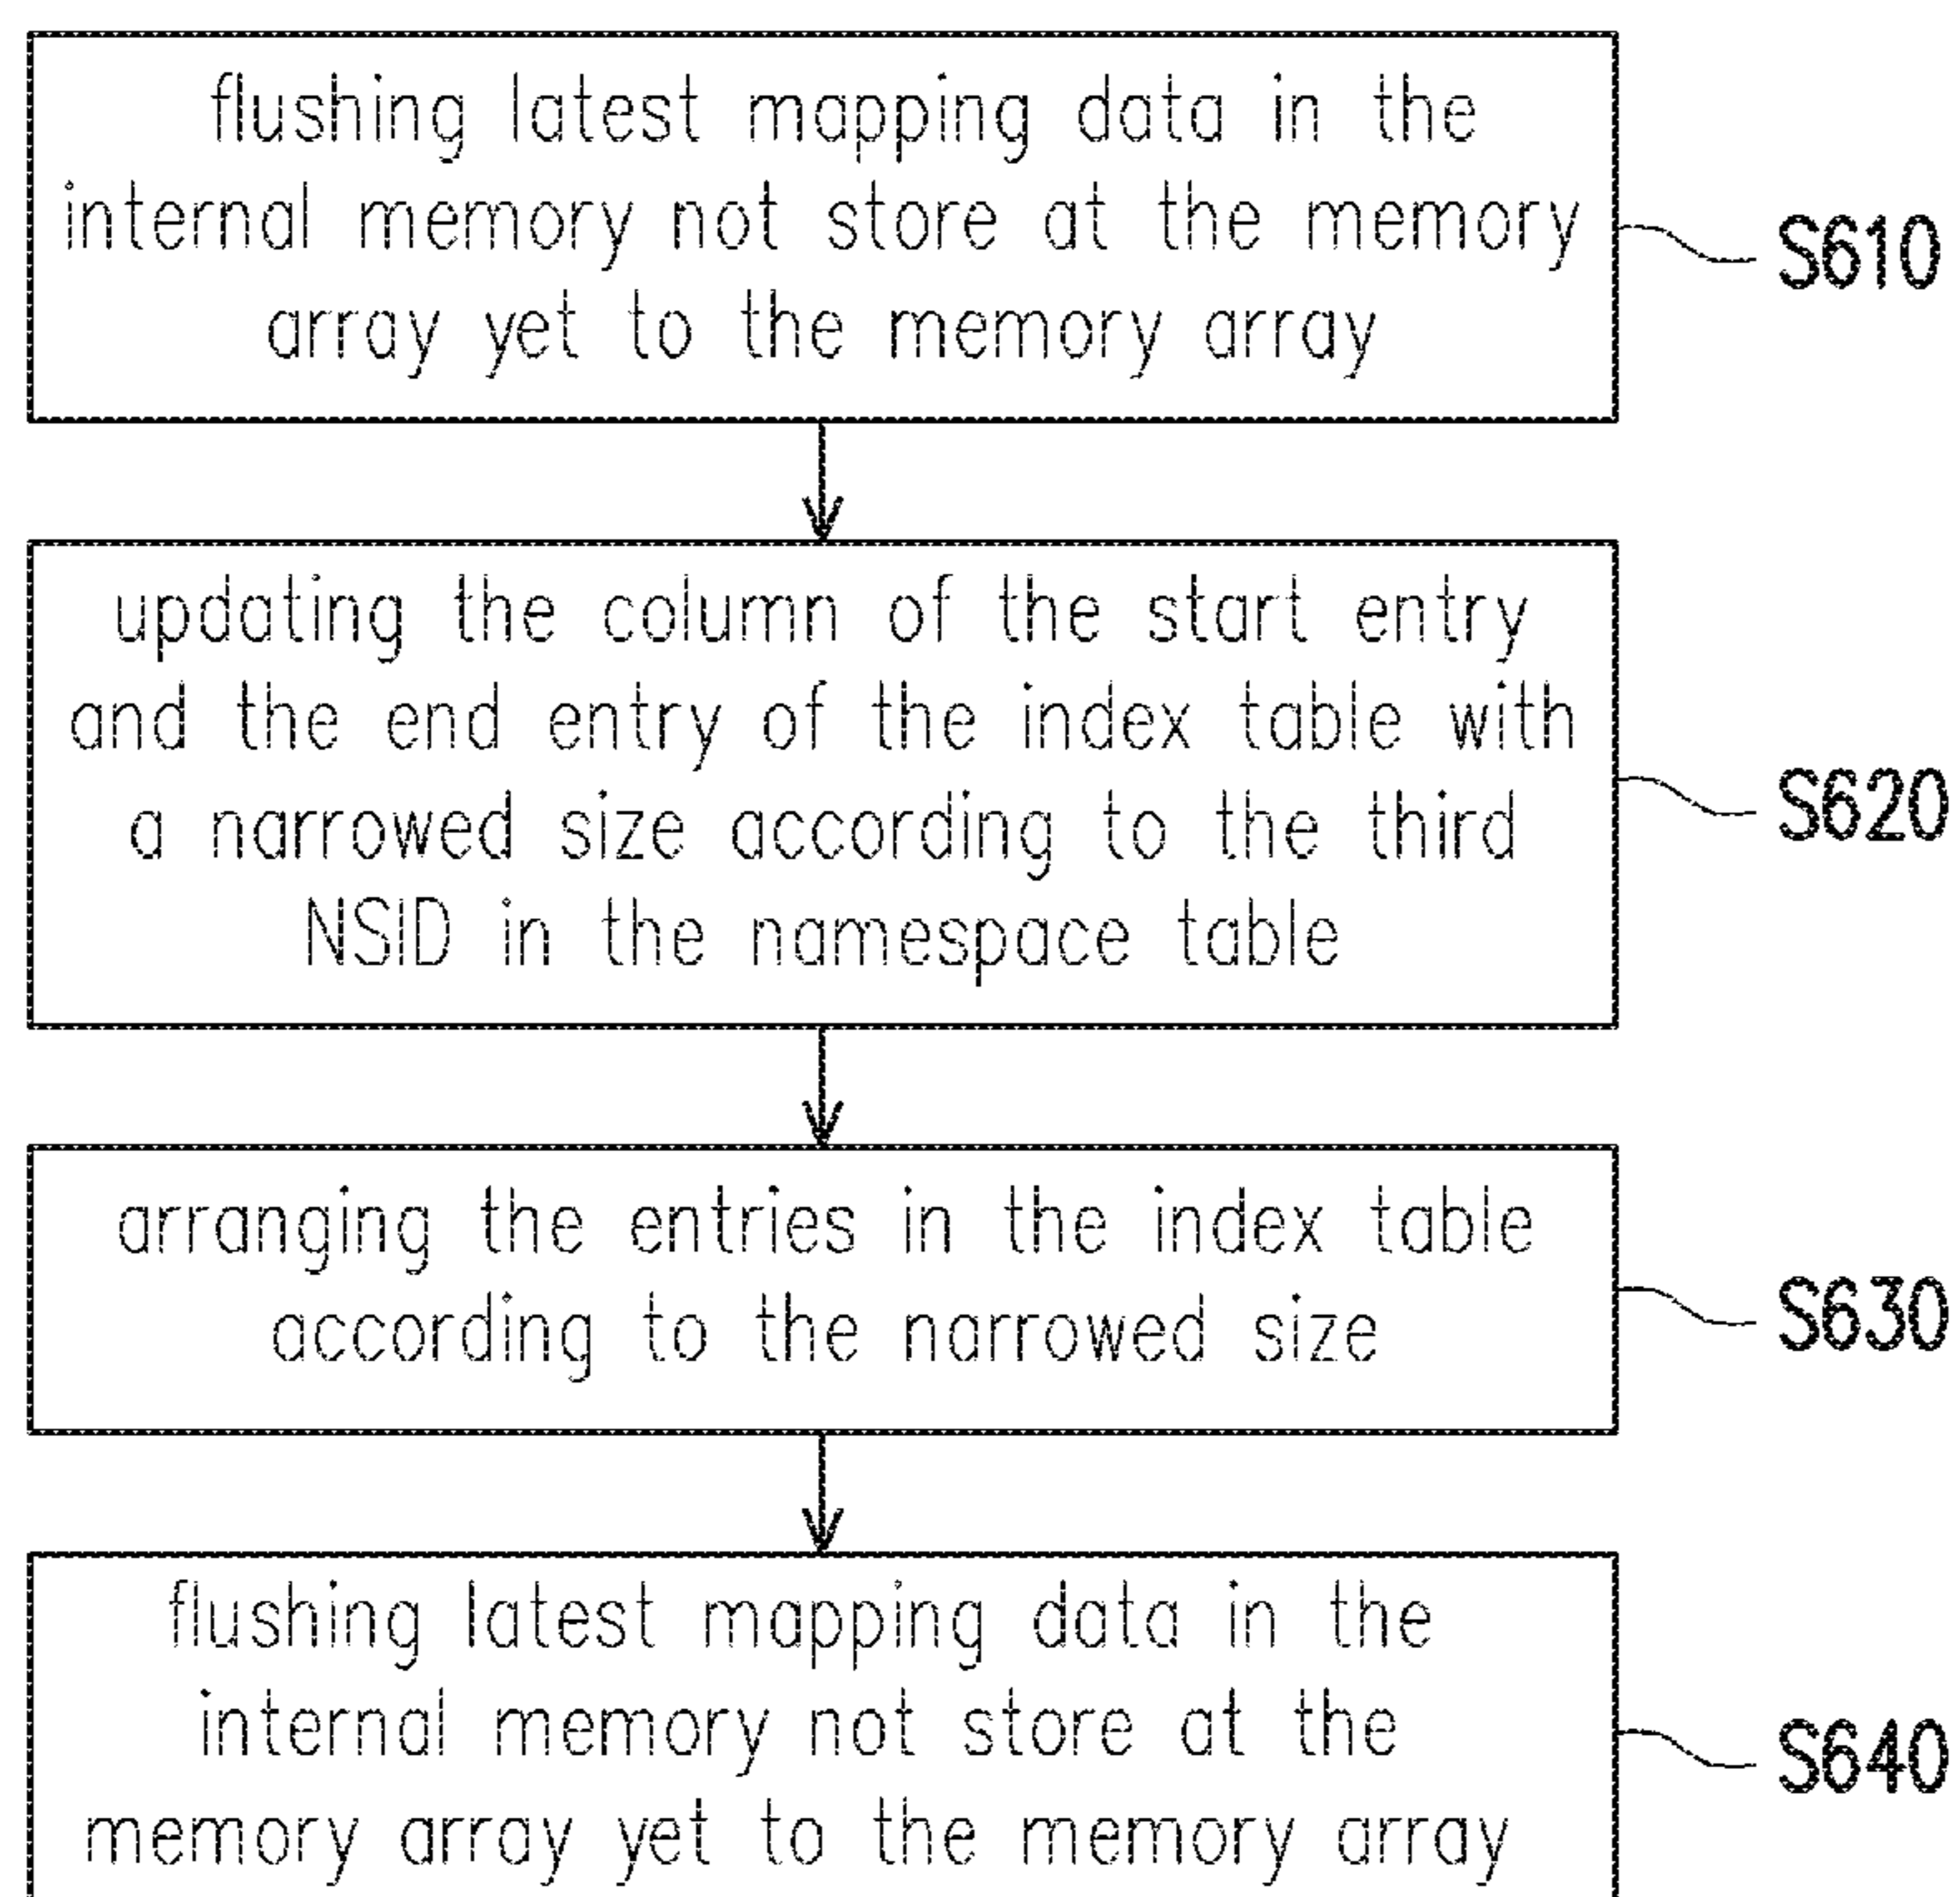 flushing latest mapping data in the
internal memory not store at the memory
array yet to the memory array
S610
updating the column of the start entry
and the end entry of the index table with
a narrowed size according to the third
NSID in the namespace table
S620
arranging the entries in the index table
according to the narrowed size
S630
flushing latest mapping data in the
internal memory not store at the
memory array yet to the memory array
S640